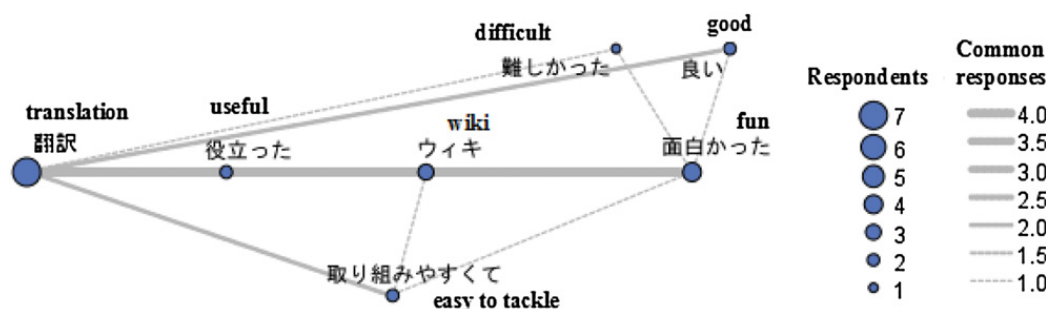 difficult
good
難しかった
良い
translation
翻訳
useful
役立った
wiki
ウィキ
fun
面白かった
取り組みやすくて
easy to tackle
Respondents
7
6
5
4
3
2
1
Common
responses
4.0
3.5
3.0
2.5
2.0
1.5
1.0